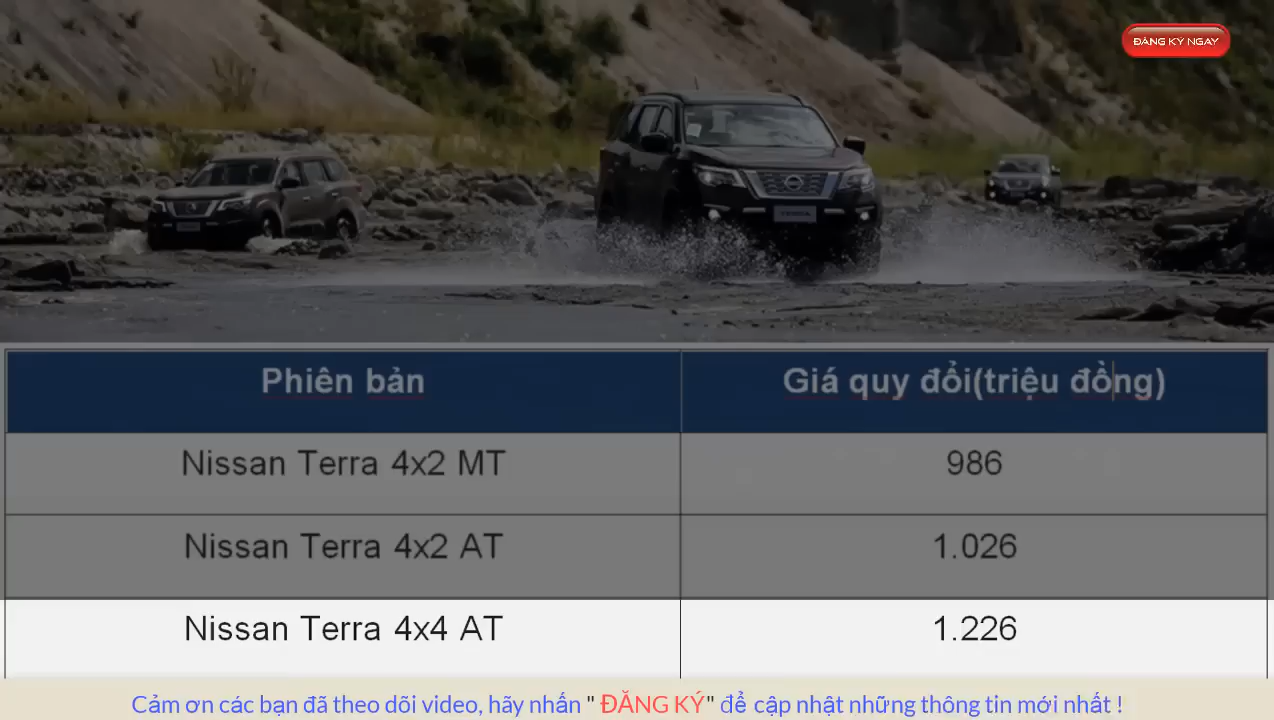 ĐĂNG KÝ NGAY
TERRA
Phiên bản
Giá quy đổi(triệu đồng)
Nissan Terra 4x2 MT
986
Nissan Terra 4x2 AT
1.026
Nissan Terra 4x4 AT
1.226
Cảm ơn các bạn đã theo dõi video, hãy nhấn " ĐĂNG KÝ" để cập nhật những thông tin mới nhất !